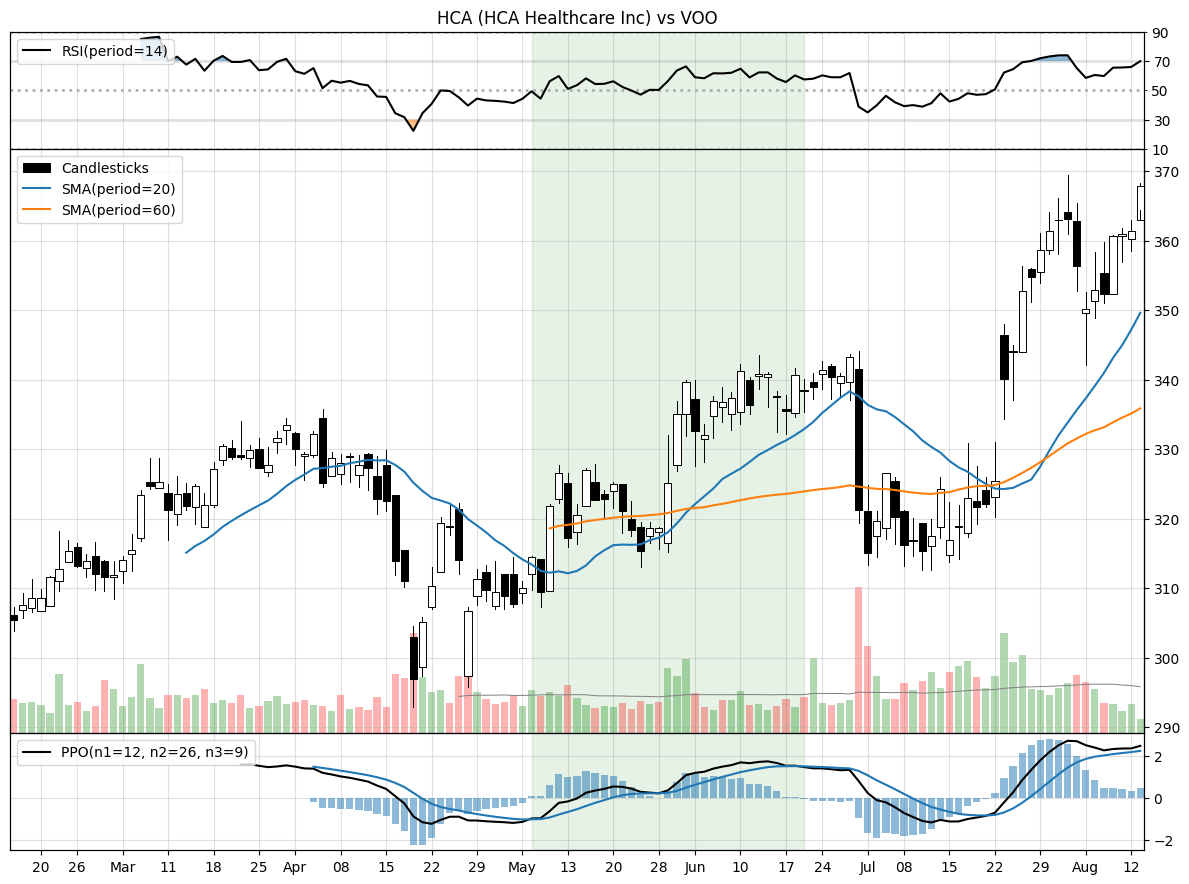 HCA (HCA Healthcare Inc) vs VOO
RSI(period=14)
90
70
50
30
10
Candlesticks
SMA(period=20)
SMA(period=60)
370
360
350
340
330
320
310
300
290
PPO(n1=12, n2=26, n3=9)
2
0
−2
20 26 Mar 11 18 25 Apr 08 15 22 29 May 13 20 28 Jun 10 17 24 Jul 08 15 22 29 Aug 12